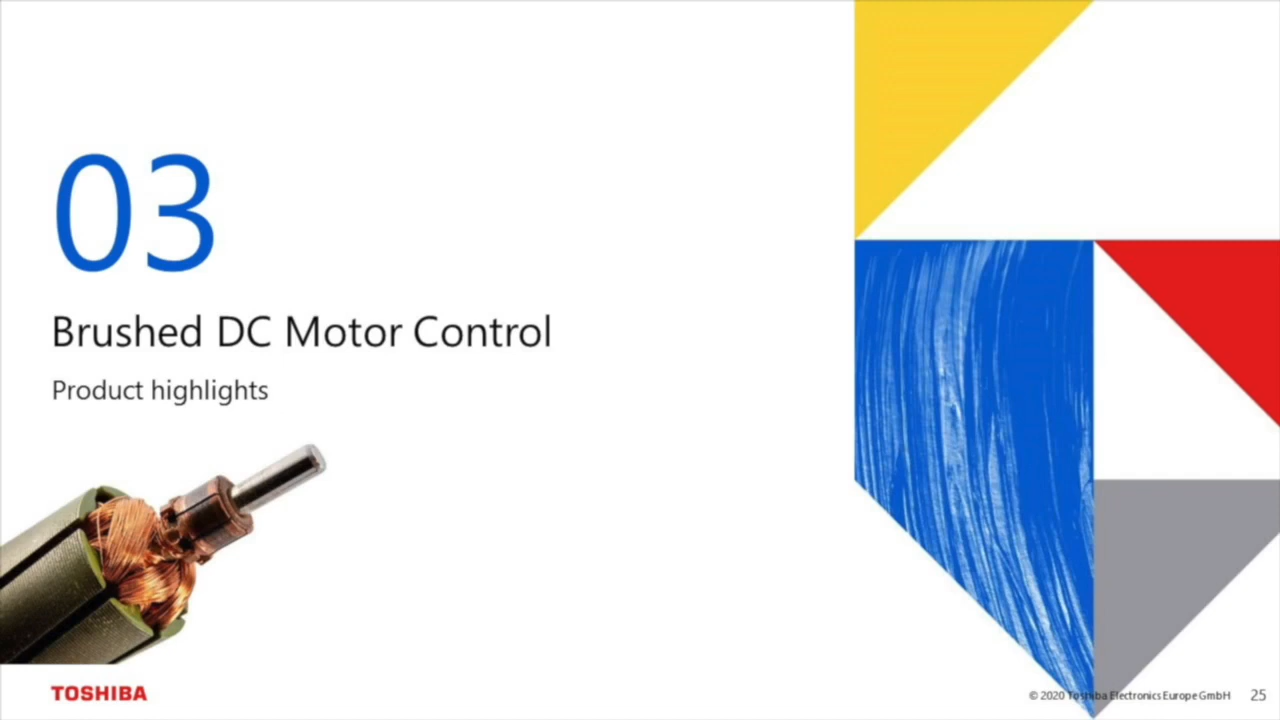 03
Brushed DC Motor Control
Product highlights
TOSHIBA
© 2020 Toshiba Electronics Europe GmbH
25